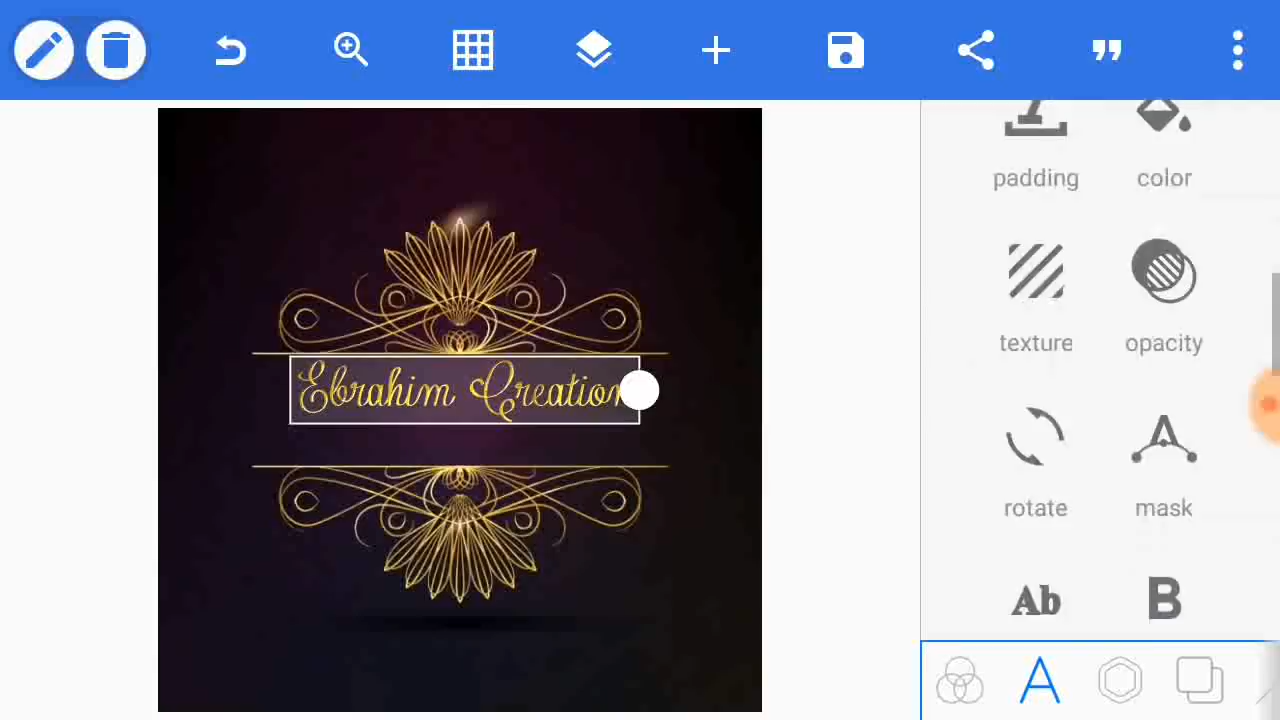 padding color
Ebrahim Creation
texture opacity
rotate mask
Ab B
A